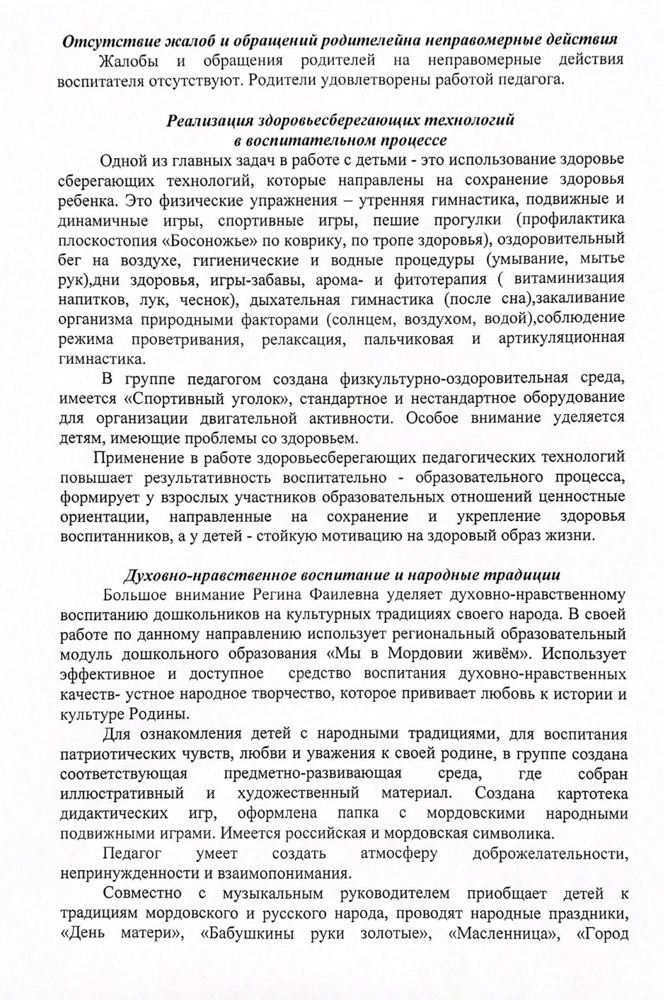 Отсутствие жалоб и обращений родителейна неправомерные действия
Жалобы и обращения родителей на неправомерные действия
воспитателя отсутствуют. Родители удовлетворены работой педагога.
Реализация здоровьесберегающих технологий
в воспитательном процессе
Одной из главных задач в работе с детьми - это использование здоровье
сберегающих технологий, которые направлены на сохранение здоровья
ребенка. Это физические упражнения – утренняя гимнастика, подвижные и
динамичные игры, спортивные игры, пешие прогулки (профилактика
плоскостопия «Босоножье» по коврику, по тропе здоровья), оздоровительный
бег на воздухе, гигиенические и водные процедуры (умывание, мытье
рук),дни здоровья, игры-забавы, арома- и фитотерапия ( витаминизация
напитков, лук, чеснок), дыхательная гимнастика (после сна),закаливание
организма природными факторами (солнцем, воздухом, водой),соблюдение
режима проветривания, релаксация, пальчиковая и артикуляционная
гимнастика.
В группе педагогом создана физкультурно-оздоровительная среда,
имеется «Спортивный уголок», стандартное и нестандартное оборудование
для организации двигательной активности. Особое внимание уделяется
детям, имеющие проблемы со здоровьем.
Применение в работе здоровьесберегающих педагогических технологий
повышает результативность воспитательно - образовательного процесса,
формирует у взрослых участников образовательных отношений ценностные
ориентации, направленные на сохранение и укрепление здоровья
воспитанников, а у детей - стойкую мотивацию на здоровый образ жизни.
Духовно-нравственное воспитание и народные традиции
Большое внимание Регина Фаилевна уделяет духовно-нравственному
воспитанию дошкольников на культурных традициях своего народа. В своей
работе по данному направлению использует региональный образовательный
модуль дошкольного образования «Мы в Мордовии живём». Использует
эффективное и доступное средство воспитания духовно-нравственных
качеств- устное народное творчество, которое прививает любовь к истории и
культуре Родины.
Для ознакомления детей с народными традициями, для воспитания
патриотических чувств, любви и уважения к своей родине, в группе создана
соответствующая предметно-развивающая среда, где собран
иллюстративный и художественный материал. Создана картотека
дидактических игр, оформлена папка с мордовскими народными
подвижными играми. Имеется российская и мордовская символика.
Педагог умеет создать атмосферу доброжелательности,
непринужденности и взаимопонимания.
Совместно с музыкальным руководителем приобщает детей к
традициям мордовского и русского народа, проводят народные праздники,
«День матери», «Бабушкины руки золотые», «Масленница», «Город